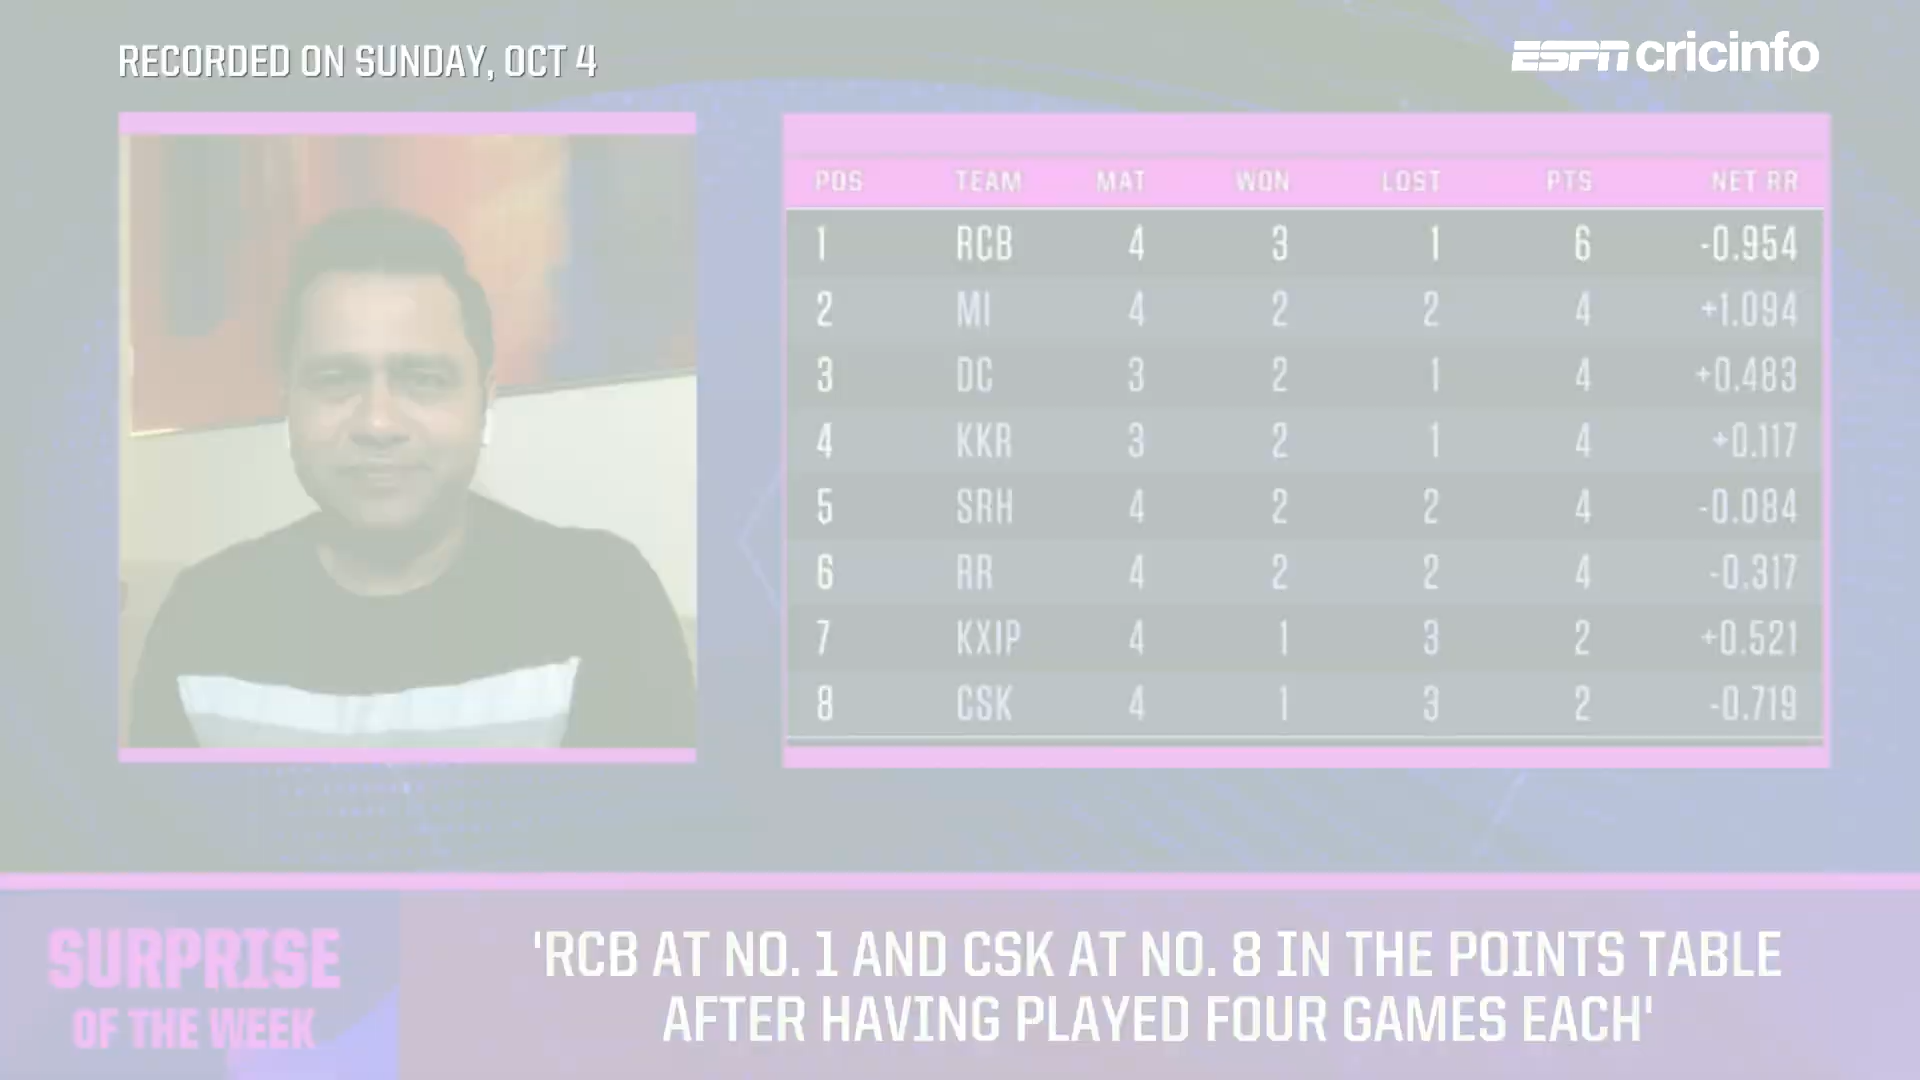 RECORDED ON SUNDAY, OCT 4
ESPN cricinfo
POS TEAM MAT WON LOST PTS NET RR
1 RCB 4 3 1 6 -0.954
2 MI 4 2 2 4 +1.094
3 DC 3 2 1 4 +0.483
4 KKR 3 2 1 4 +0.117
5 SRH 4 2 2 4 -0.084
6 RR 4 2 2 4 -0.317
7 KXIP 4 1 3 2 +0.521
8 CSK 4 1 3 2 -0.719
SURPRISE
OF THE WEEK
'RCB AT NO. 1 AND CSK AT NO. 8 IN THE POINTS TABLE
AFTER HAVING PLAYED FOUR GAMES EACH'